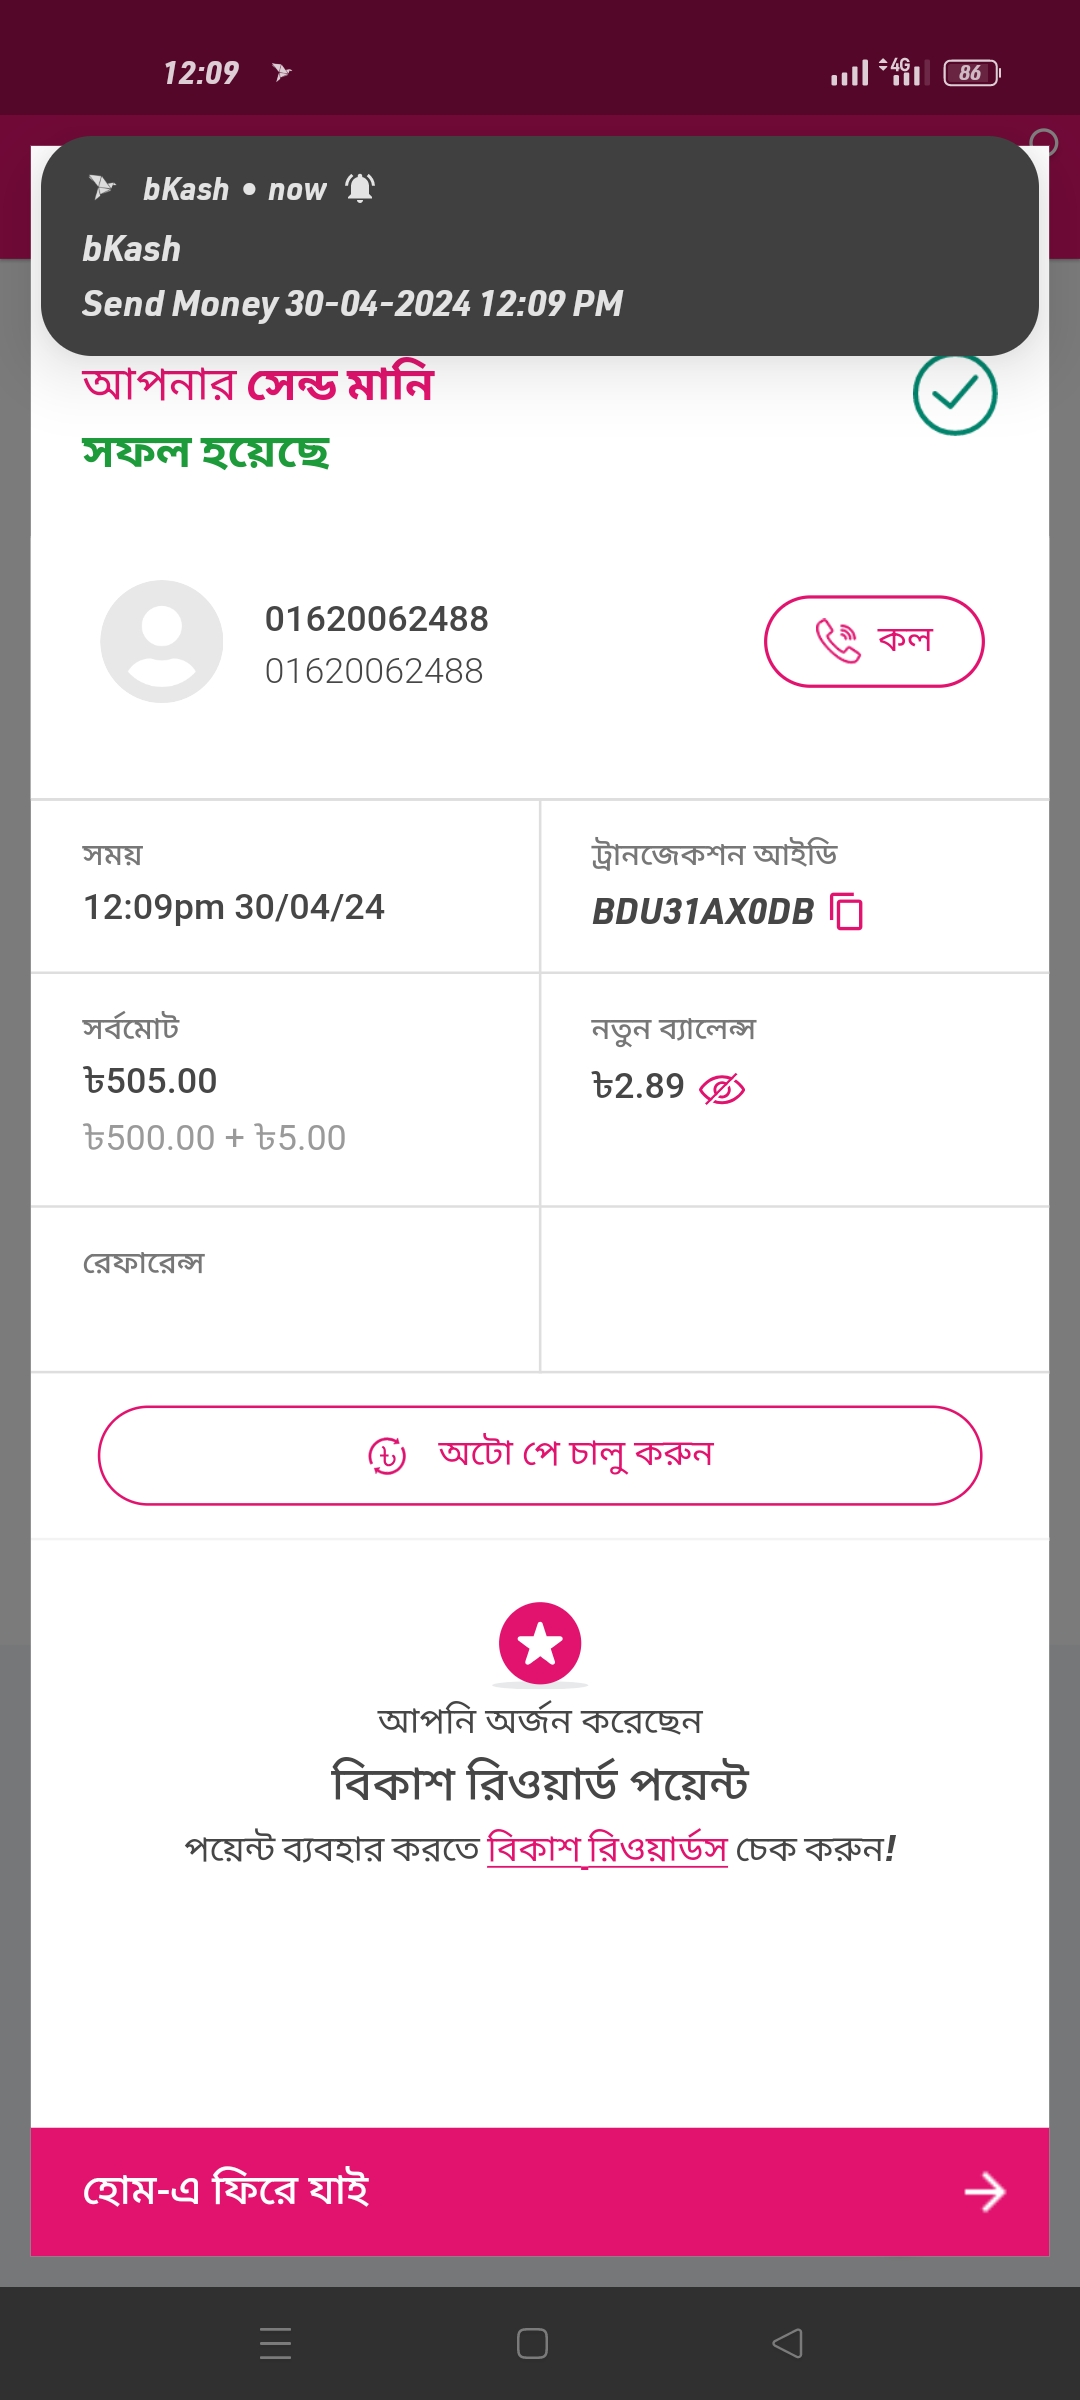 12:09
4G
86
bKash • now
bKash
Send Money 30-04-2024 12:09 PM
আপনার সেন্ড মানি
সফল হয়েছে
01620062488
01620062488
কল
সময়
12:09pm 30/04/24
ট্রানজেকশন আইডি
BDU31AX0DB
সর্বমোট
৳505.00
৳500.00 + ৳5.00
নতুন ব্যালেন্স
৳2.89
রেফারেন্স
অটো পে চালু করুন
আপনি অর্জন করেছেন
বিকাশ রিওয়ার্ড পয়েন্ট
পয়েন্ট ব্যবহার করতে বিকাশ রিওয়ার্ডস চেক করুন!
হোম-এ ফিরে যাই